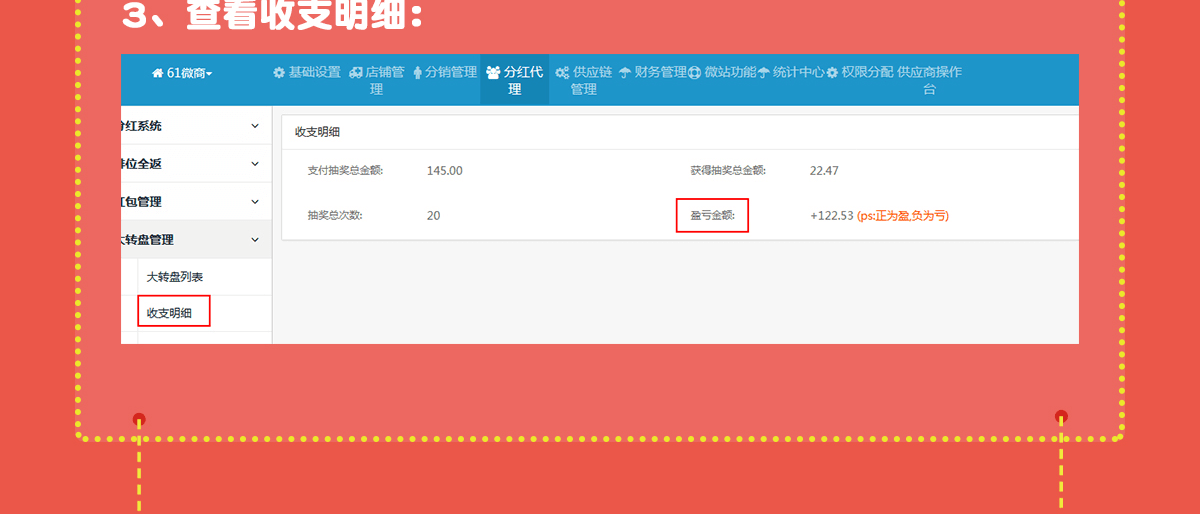 3、查看收支明细：
61微商
基础设置 店铺管理 分销管理 分红代理 供应链管理 财务管理 微站功能 统计中心 权限分配 供应商操作台
分红系统
排位全返
红包管理
大转盘管理
大转盘列表
收支明细
收支明细
支付抽奖总金额: 145.00 获得抽奖总金额: 22.47
抽奖总次数: 20 盈亏金额: +122.53 (ps:正为盈,负为亏)